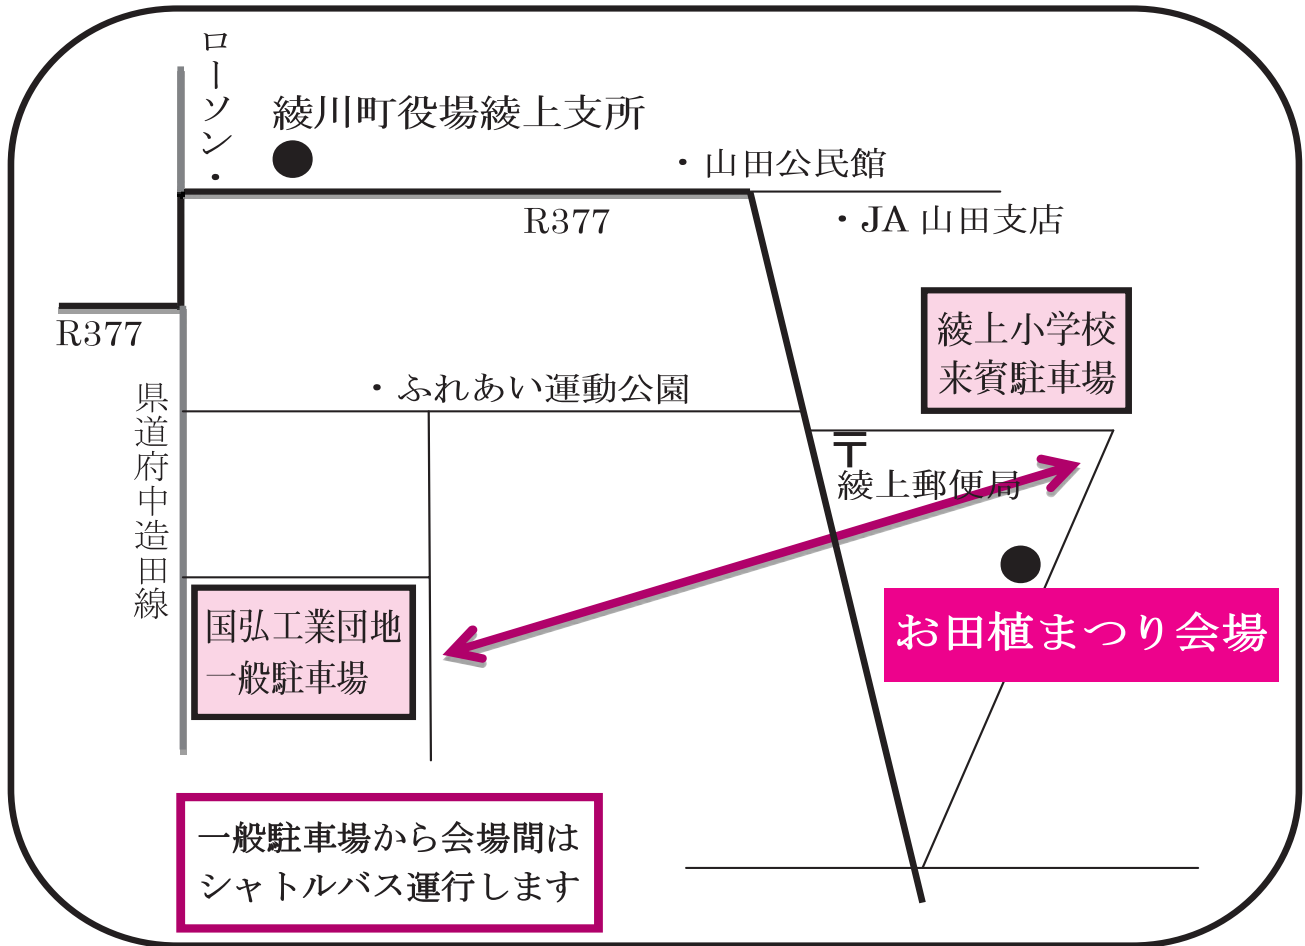 ローソン・
綾川町役場綾上支所
・山田公民館
R377
・JA 山田支店
R377
綾上小学校
来賓駐車場
・ふれあい運動公園
県道府中造田線
〒
綾上郵便局
国弘工業団地
一般駐車場
お田植まつり会場
一般駐車場から会場間は
シャトルバス運行します